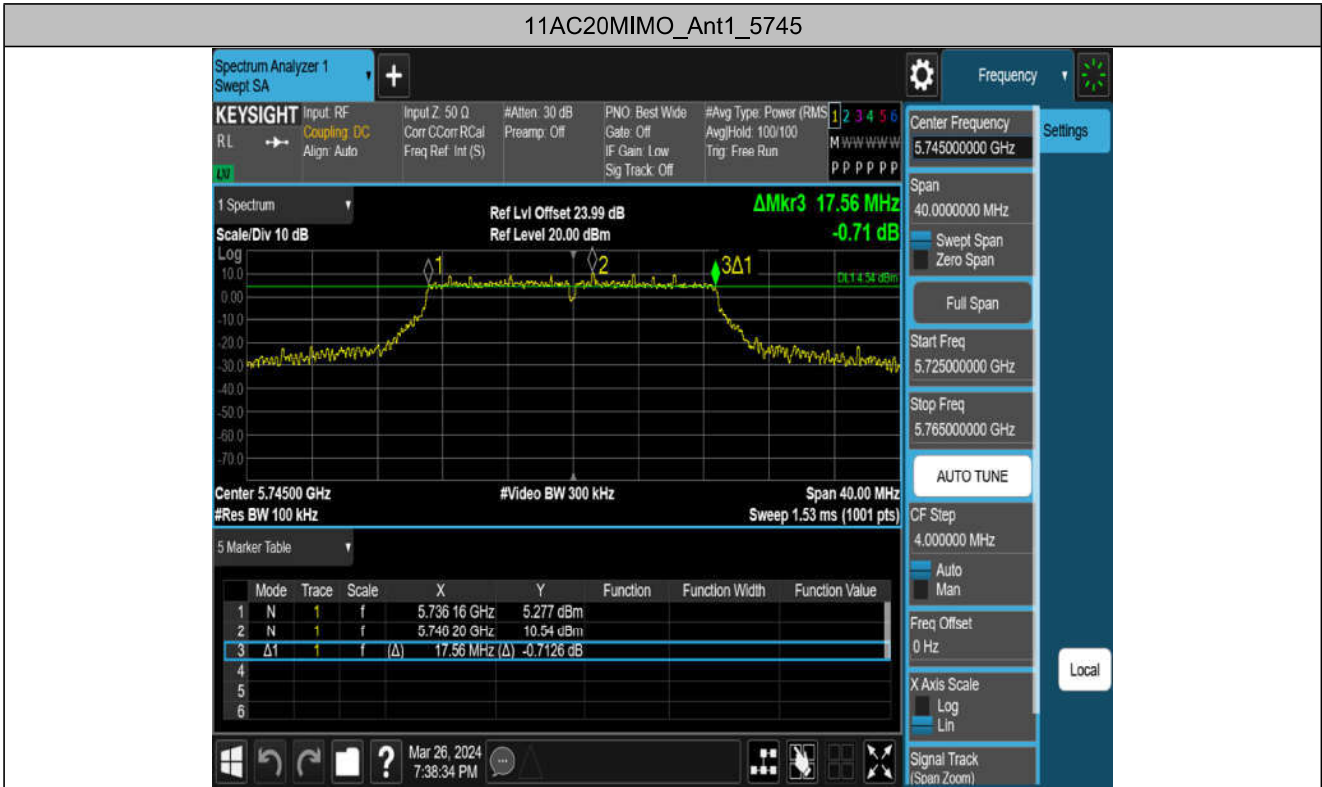 11AC20MIMO_Ant1_5745
Spectrum Analyzer 1
Swept SA
+
Frequency
KEYSIGHT
RL
LXI
Input: RF
Coupling: DC
Align: Auto
Input Z: 50 Ω
Corr CCorr RCal
Freq Ref: Int (S)
#Atten: 30 dB
Preamp: Off
PNO: Best Wide
Gate: Off
IF Gain: Low
Sig Track: Off
#Avg Type: Power (RMS
Avg|Hold: 100/100
Trig: Free Run
1 2 3 4 5 6
M W W W W W
P P P P P P
1 Spectrum
Scale/Div 10 dB
Ref Lvl Offset 23.99 dB
Ref Level 20.00 dBm
ΔMkr3 17.56 MHz
-0.71 dB
Log
10.0
0.00
-10.0
-20.0
-30.0
-40.0
-50.0
-60.0
-70.0
1
2
3Δ1
DL1 4.54 dBm
Center 5.74500 GHz
#Res BW 100 kHz
#Video BW 300 kHz
Span 40.00 MHz
Sweep 1.53 ms (1001 pts)
5 Marker Table
Mode Trace Scale X Y Function Function Width Function Value
1 N 1 f 5.736 16 GHz 5.277 dBm
2 N 1 f 5.746 20 GHz 10.54 dBm
3 Δ1 1 f (Δ) 17.56 MHz (Δ) -0.7126 dB
4
5
6
Mar 26, 2024
7:38:34 PM
?
Center Frequency
5.745000000 GHz
Settings
Span
40.0000000 MHz
Swept Span
Zero Span
Full Span
Start Freq
5.725000000 GHz
Stop Freq
5.765000000 GHz
AUTO TUNE
CF Step
4.000000 MHz
Auto
Man
Freq Offset
0 Hz
Local
X Axis Scale
Log
Lin
Signal Track
(Span Zoom)